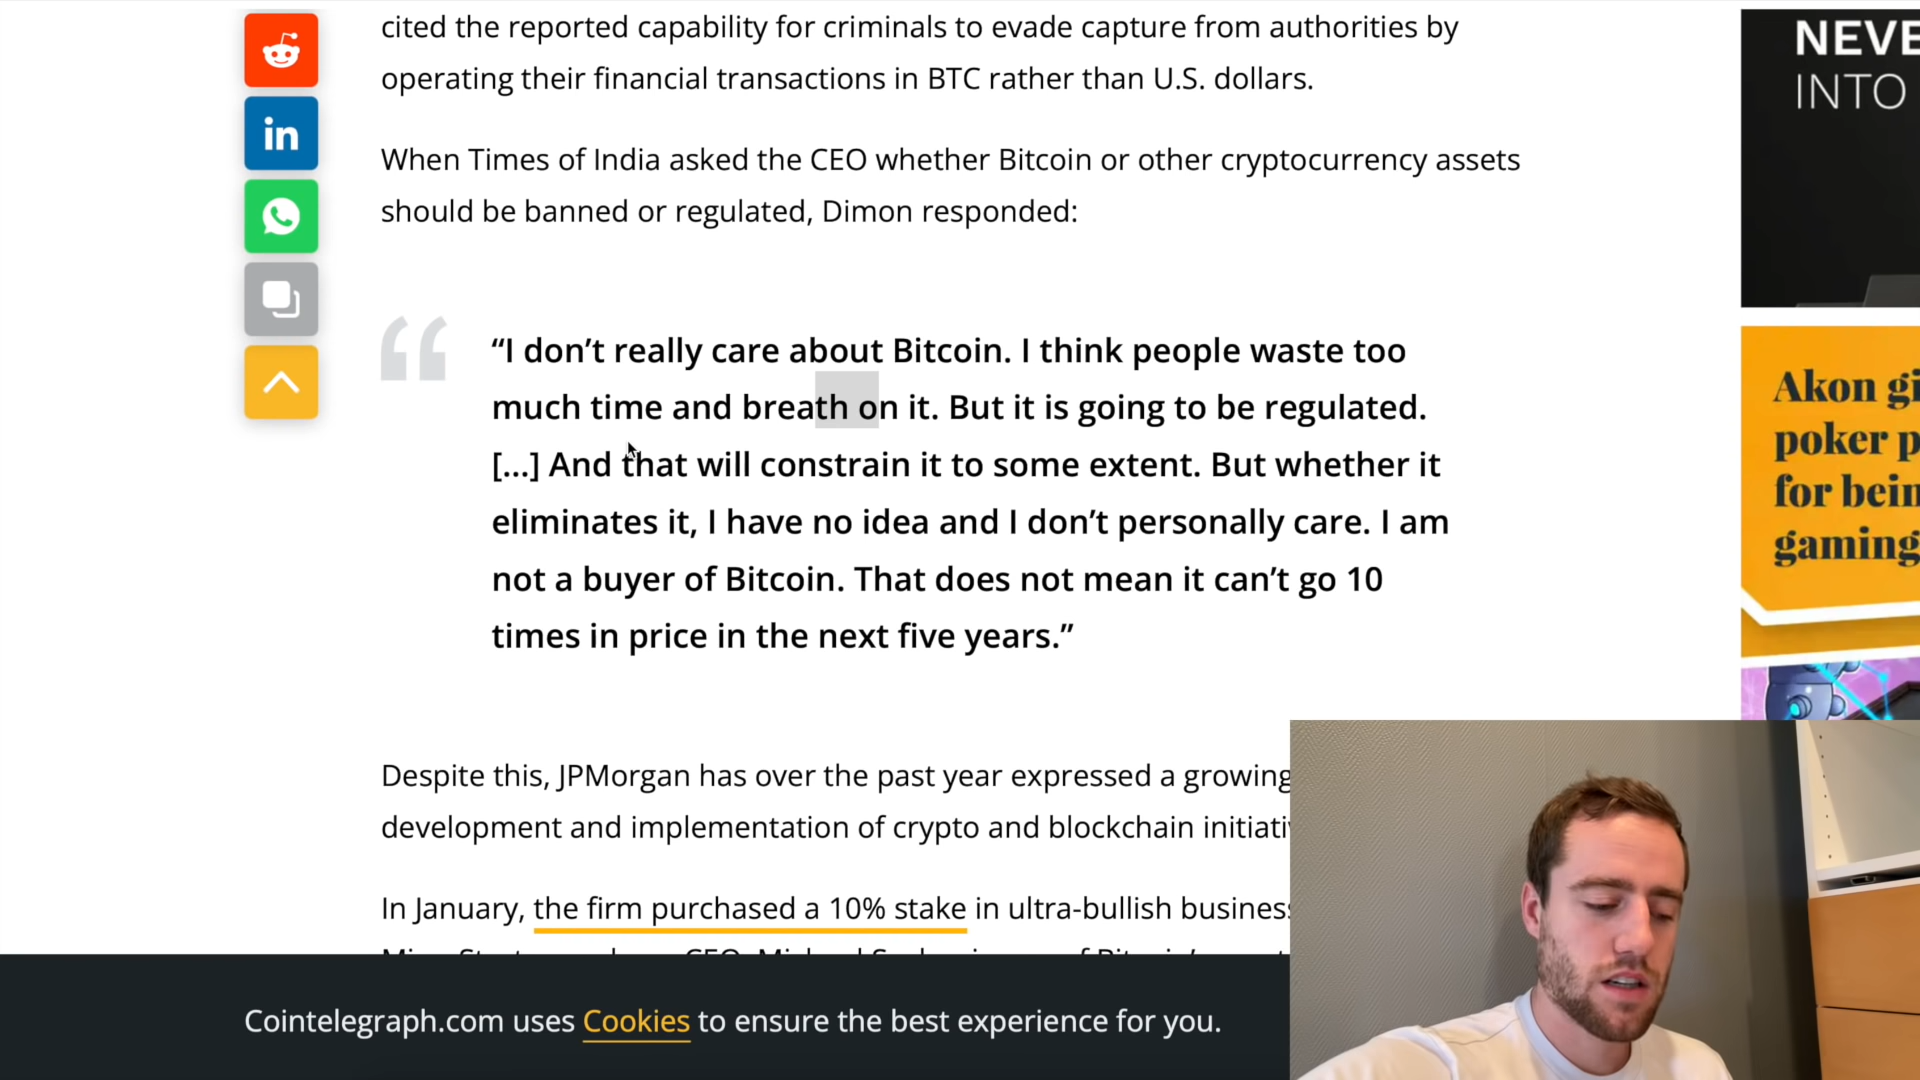 cited the reported capability for criminals to evade capture from authorities by
operating their financial transactions in BTC rather than U.S. dollars.
When Times of India asked the CEO whether Bitcoin or other cryptocurrency assets
should be banned or regulated, Dimon responded:
“I don’t really care about Bitcoin. I think people waste too
much time and breath on it. But it is going to be regulated.
[...] And that will constrain it to some extent. But whether it
eliminates it, I have no idea and I don’t personally care. I am
not a buyer of Bitcoin. That does not mean it can’t go 10
times in price in the next five years.”
Despite this, JPMorgan has over the past year expressed a growing
development and implementation of crypto and blockchain initiati
In January, the firm purchased a 10% stake in ultra-bullish business
Cointelegraph.com uses Cookies to ensure the best experience for you.
in
NEVE
INTO
Akon gi
poker p
for bein
gaming